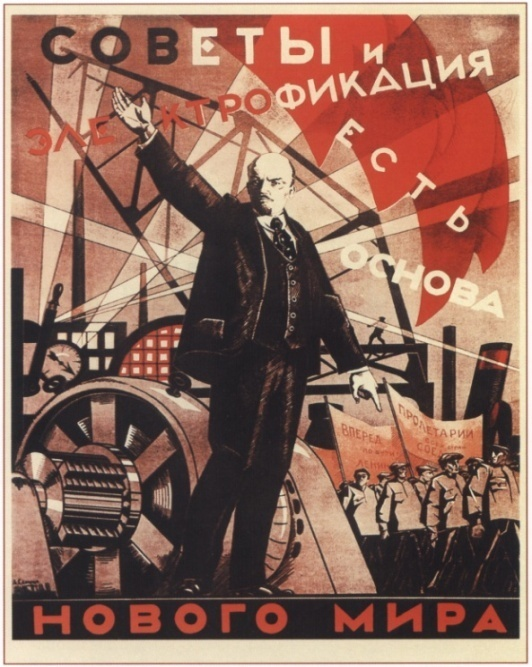 СОВЕТЫ И
ЭЛЕКТРОФИКАЦИЯ
ЕСТЬ
ОСНОВА
ВПЕРЕД
ПРОЛЕТАРИИ
НОВОГО МИРА